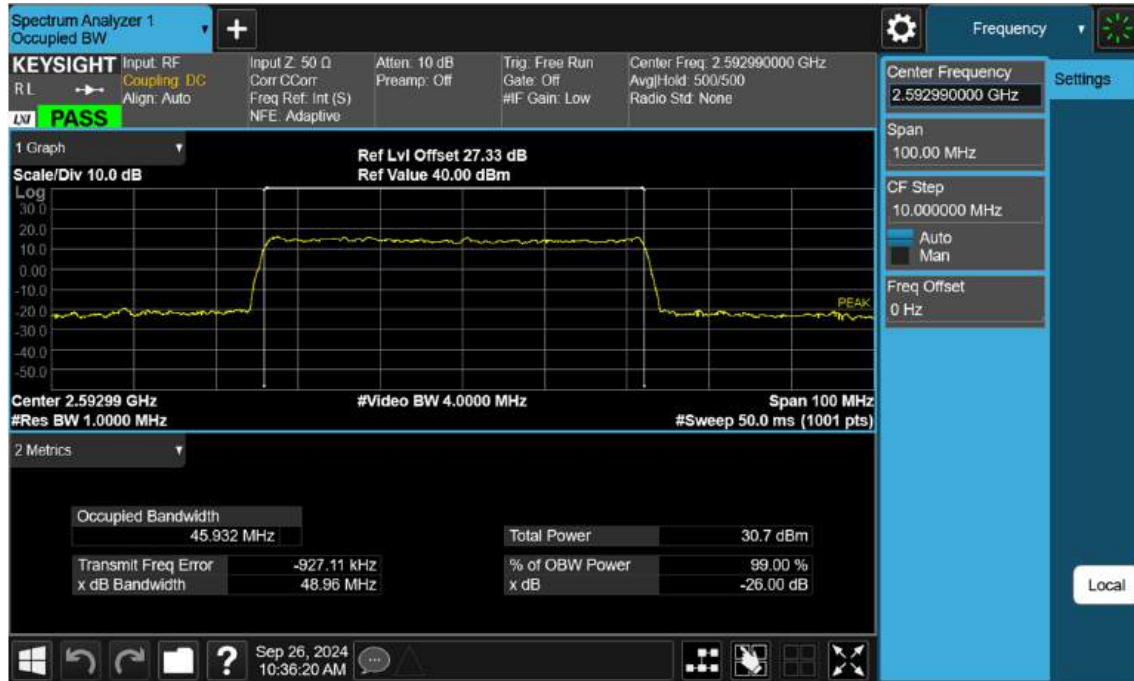 Spectrum Analyzer 1
Occupied BW
Frequency
KEYSIGHT
R L
LXI
PASS
Input: RF
Coupling: DC
Align: Auto
Input Z: 50 Ω
Corr CCorr
Freq Ref: Int (S)
NFE: Adaptive
Atten: 10 dB
Preamp: Off
Trig: Free Run
Gate: Off
#IF Gain: Low
Center Freq: 2.592990000 GHz
Avg|Hold: 500/500
Radio Std: None
Center Frequency
2.592990000 GHz
Settings
Span
100.00 MHz
CF Step
10.000000 MHz
Auto
Man
Freq Offset
0 Hz
Local
1 Graph
Scale/Div 10.0 dB
Ref Lvl Offset 27.33 dB
Ref Value 40.00 dBm
Log
30.0
20.0
10.0
0.00
-10.0
-20.0
-30.0
-40.0
-50.0
PEAK
Center 2.59299 GHz
#Video BW 4.0000 MHz
Span 100 MHz
#Res BW 1.0000 MHz
#Sweep 50.0 ms (1001 pts)
2 Metrics
Occupied Bandwidth
45.932 MHz
Total Power 30.7 dBm
Transmit Freq Error -927.11 kHz
% of OBW Power 99.00 %
x dB Bandwidth 48.96 MHz
x dB -26.00 dB
?
Sep 26, 2024
10:36:20 AM